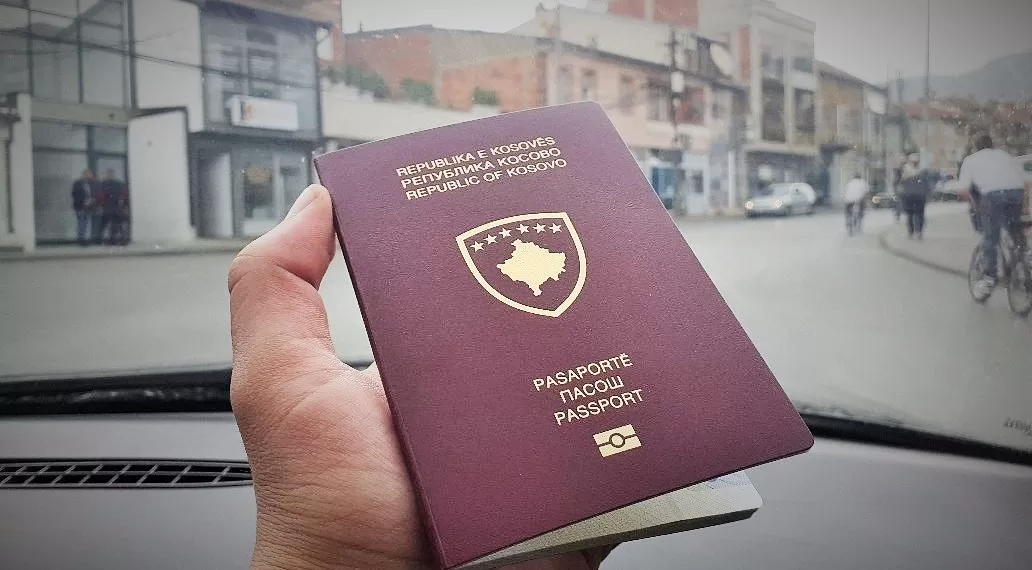 REPUBLIKA E KOSOVËS
РЕПУБЛИКА КОСОВО
REPUBLIC OF KOSOVO
PASAPORTË
ПАСОШ
PASSPORT